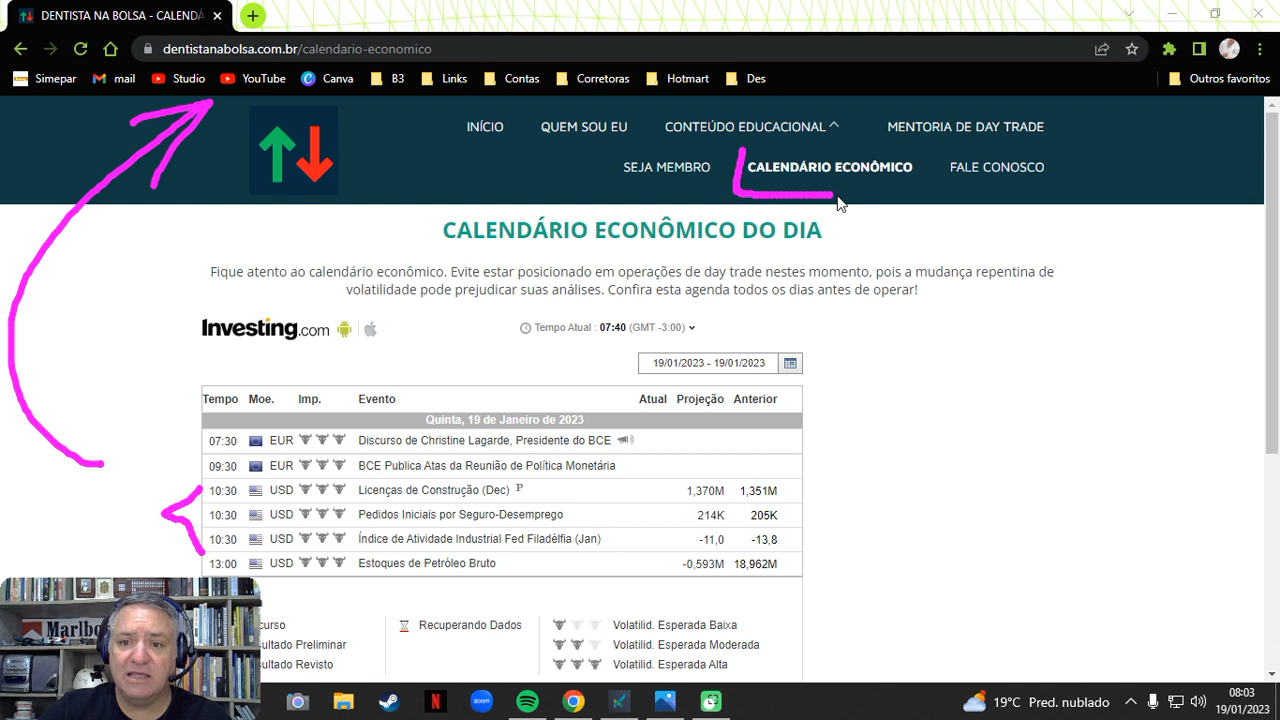 DENTISTA NA BOLSA - CALENDÁ
dentistanabolsa.com.br/calendario-economico
Simepar mail Studio YouTube Canva B3 Links Contas Corretoras Hotmart Des Outros favoritos
INÍCIO QUEM SOU EU CONTEÚDO EDUCACIONAL MENTORIA DE DAY TRADE
SEJA MEMBRO CALENDÁRIO ECONÔMICO FALE CONOSCO
CALENDÁRIO ECONÔMICO DO DIA
Fique atento ao calendário econômico. Evite estar posicionado em operações de day trade nestes momento, pois a mudança repentina de
volatilidade pode prejudicar suas análises. Confira esta agenda todos os dias antes de operar!
Investing.com Tempo Atual : 07:40 (GMT -3:00)
19/01/2023 - 19/01/2023
Tempo Moe. Imp. Evento Atual Projeção Anterior
Quinta, 19 de Janeiro de 2023
07:30 EUR Discurso de Christine Lagarde, Presidente do BCE
09:30 EUR BCE Publica Atas da Reunião de Política Monetária
10:30 USD Licenças de Construção (Dec) P 1,370M 1,351M
10:30 USD Pedidos Iniciais por Seguro-Desemprego 214K 205K
10:30 USD Índice de Atividade Industrial Fed Filadélfia (Jan) -11,0 -13,8
13:00 USD Estoques de Petróleo Bruto -0,593M 18,962M
curso Recuperando Dados Volatilid. Esperada Baixa
sultado Preliminar Volatilid. Esperada Moderada
sultado Revisto Volatilid. Esperada Alta
Marlbo
zoom
19°C Pred. nublado 08:03
19/01/2023